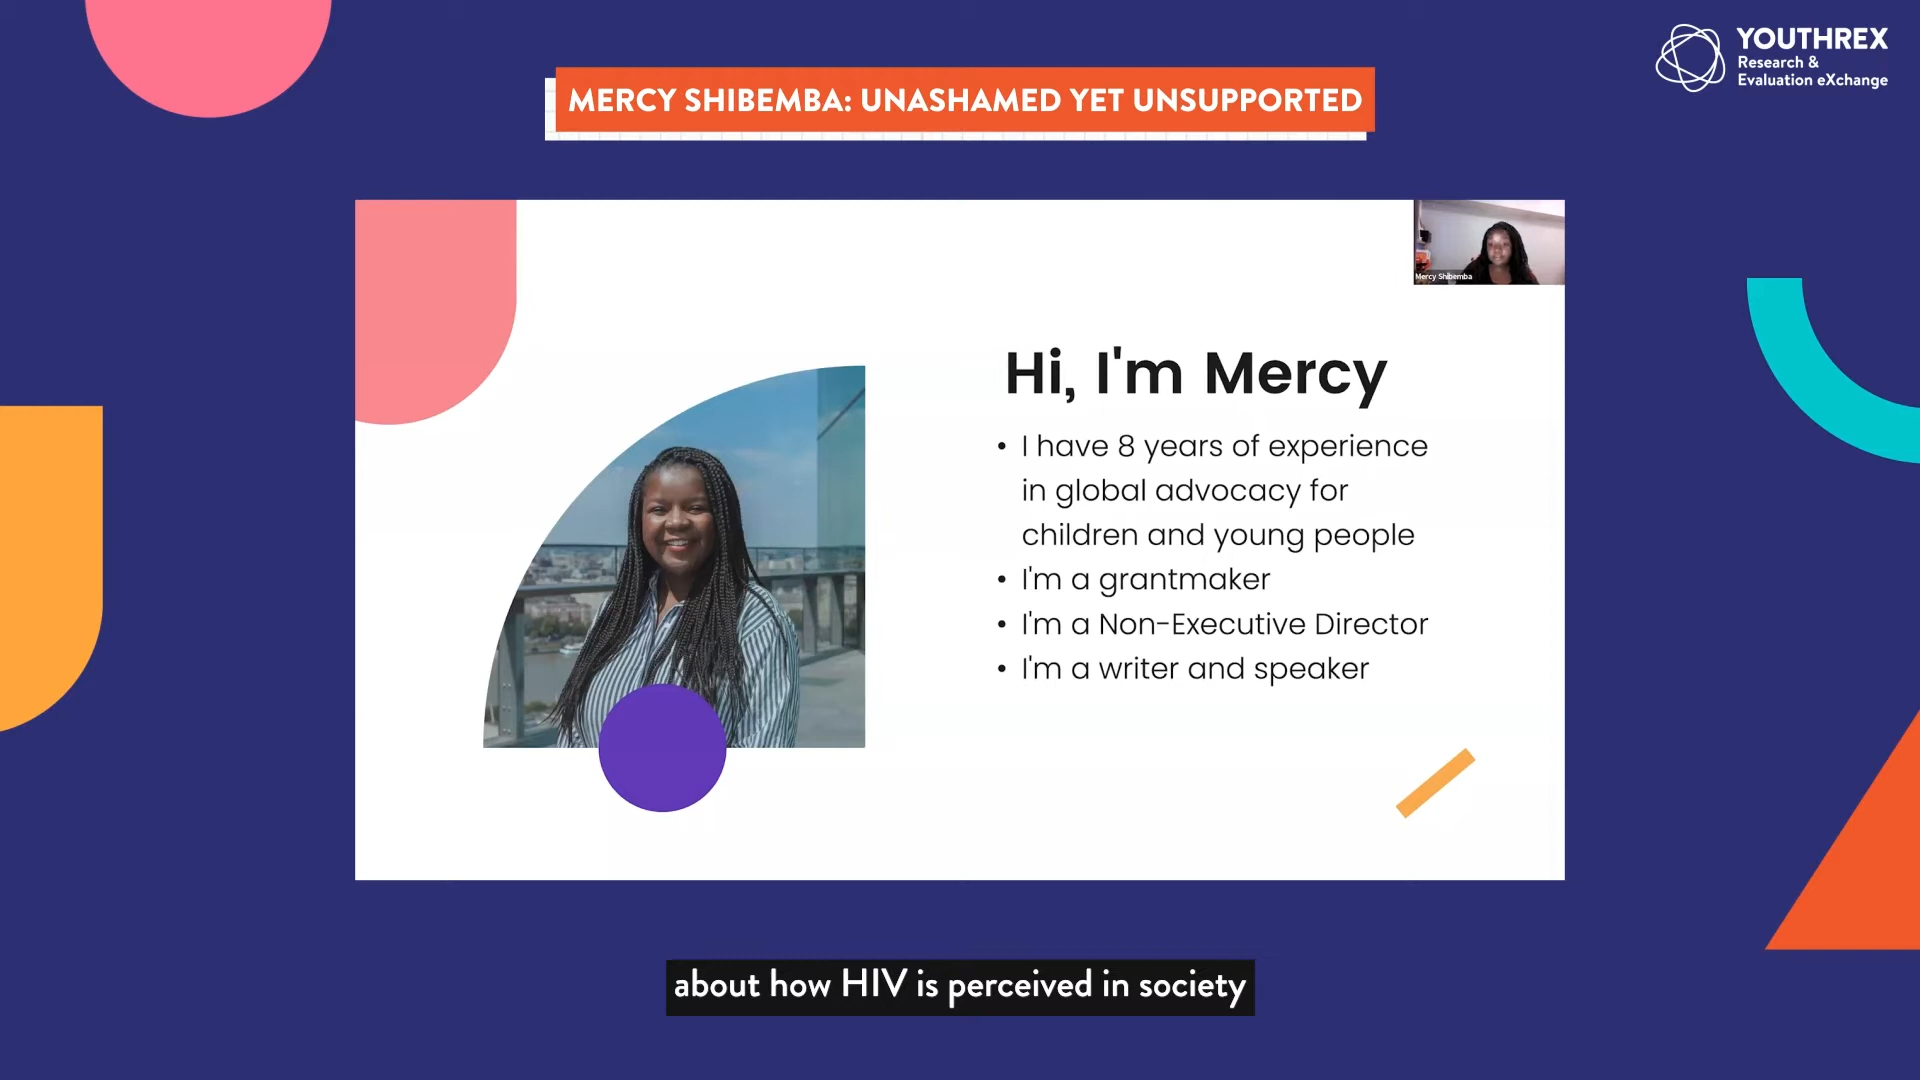 YOUTHREX
Research &
Evaluation eXchange
MERCY SHIBEMBA: UNASHAMED YET UNSUPPORTED
Mercy Shibemba
Hi, I'm Mercy
• I have 8 years of experience
in global advocacy for
children and young people
• I'm a grantmaker
• I'm a Non-Executive Director
• I'm a writer and speaker
about how HIV is perceived in society